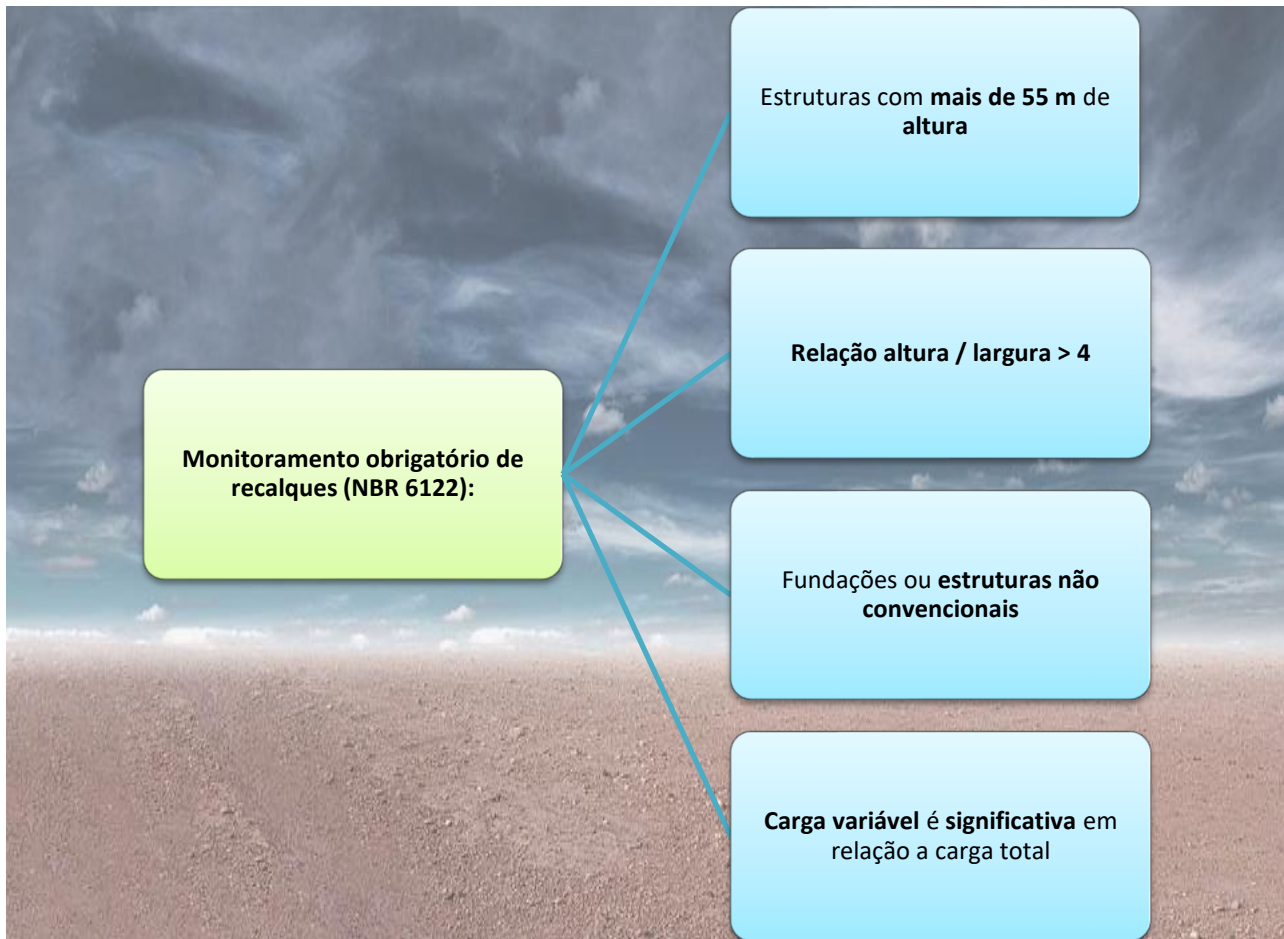 Monitoramento obrigatório de
recalques (NBR 6122):
Estruturas com mais de 55 m de
altura
Relação altura / largura > 4
Fundações ou estruturas não
convencionais
Carga variável é significativa em
relação a carga total